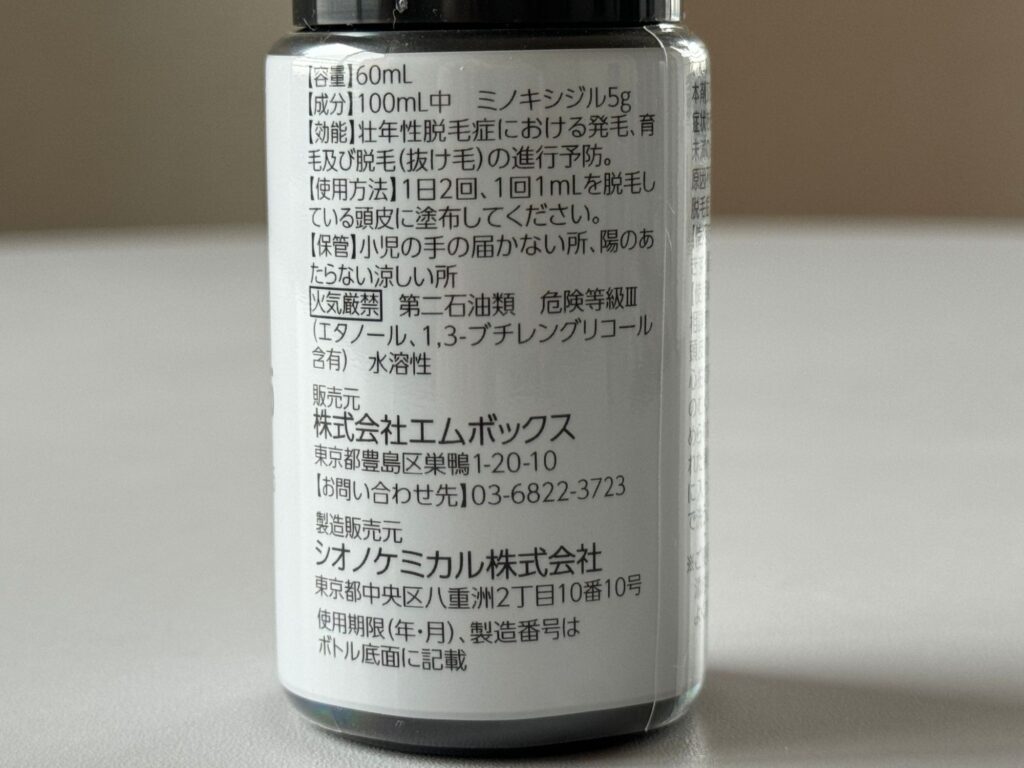 【容量】60mL
【成分】100mL中 ミノキシジル5g
【効能】壮年性脱毛症における発毛、育
毛及び脱毛(抜け毛)の進行予防。
【使用方法】1日2回、1回1mLを脱毛し
ている頭皮に塗布してください。
【保管】小児の手の届かない所、陽のあ
たらない涼しい所
火気厳禁 第二石油類 危険等級Ⅲ
(エタノール、1,3-ブチレングリコール
含有) 水溶性
販売元
株式会社エムボックス
東京都豊島区巣鴨1-20-10
【お問い合わせ先】03-6822-3723
製造販売元
シオノケミカル株式会社
東京都中央区八重洲2丁目10番10号
使用期限(年・月)、製造番号は
ボトル底面に記載